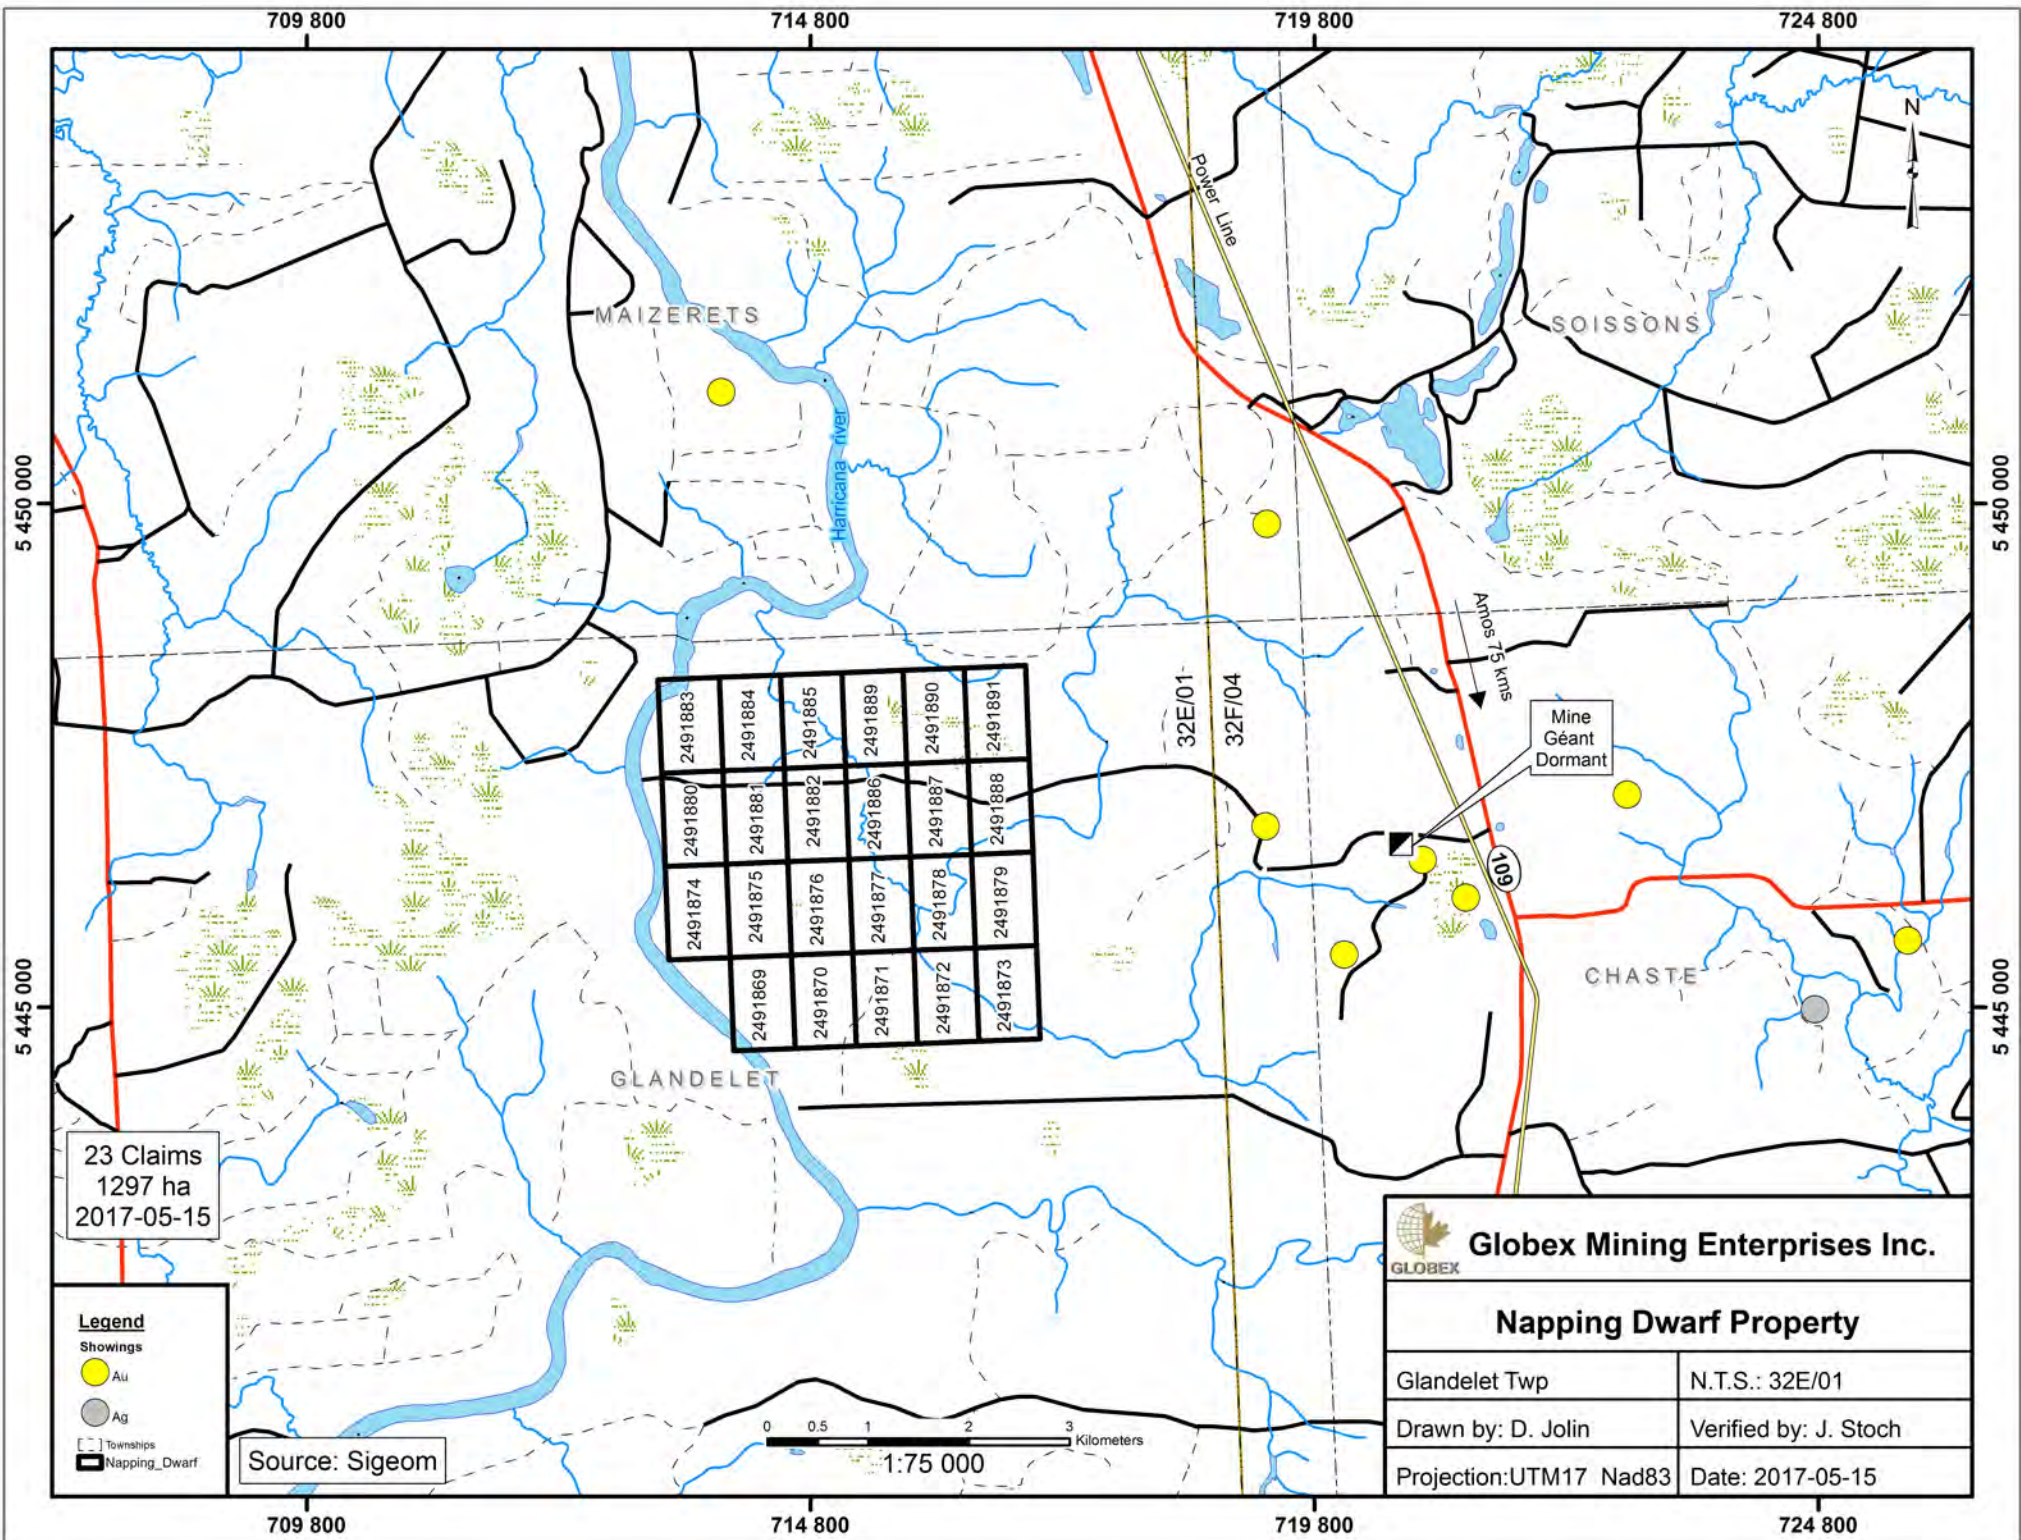 709 800
714 800
719 800
724 800
N
Power Line
MAIZERETS
SOISSONS
Harricana river
5 450 000
5 450 000
Amos 75 kms
32E/01
32F/04
2491883
2491884
2491885
2491889
2491890
2491891
Mine
Géant
Dormant
2491880
2491881
2491882
2491886
2491887
2491888
109
2491874
2491875
2491876
2491877
2491878
2491879
CHASTE
2491869
2491870
2491871
2491872
2491873
5 445 000
5 445 000
GLANDELET
23 Claims
1297 ha
2017-05-15
GLOBEX
Globex Mining Enterprises Inc.
Napping Dwarf Property
Glandelet Twp
N.T.S.: 32E/01
Drawn by: D. Jolin
Verified by: J. Stoch
Projection:UTM17 Nad83
Date: 2017-05-15
Legend
Showings
Au
Ag
Townships
Napping_Dwarf
Source: Sigeom
0 0.5 1 2 3
Kilometers
1:75 000
709 800
714 800
719 800
724 800